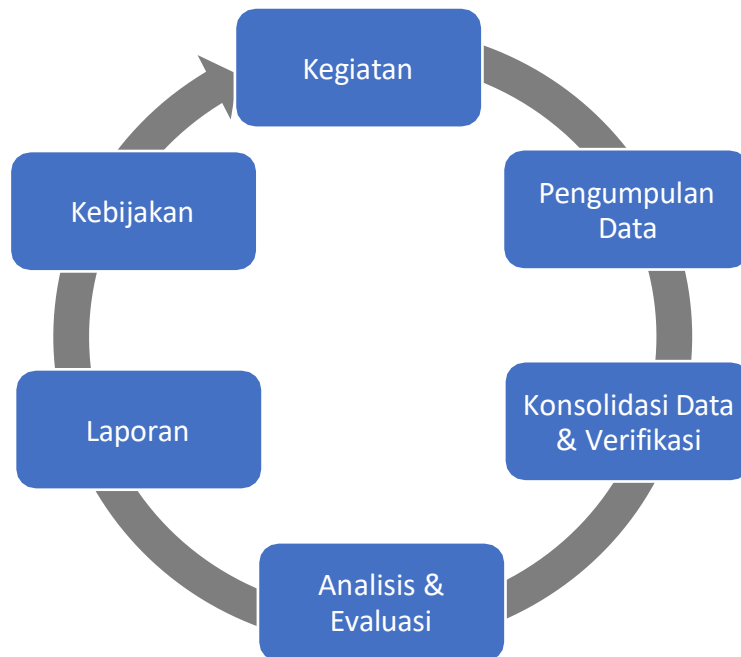 Kegiatan
Pengumpulan
Data
Konsolidasi Data
& Verifikasi
Analisis &
Evaluasi
Laporan
Kebijakan